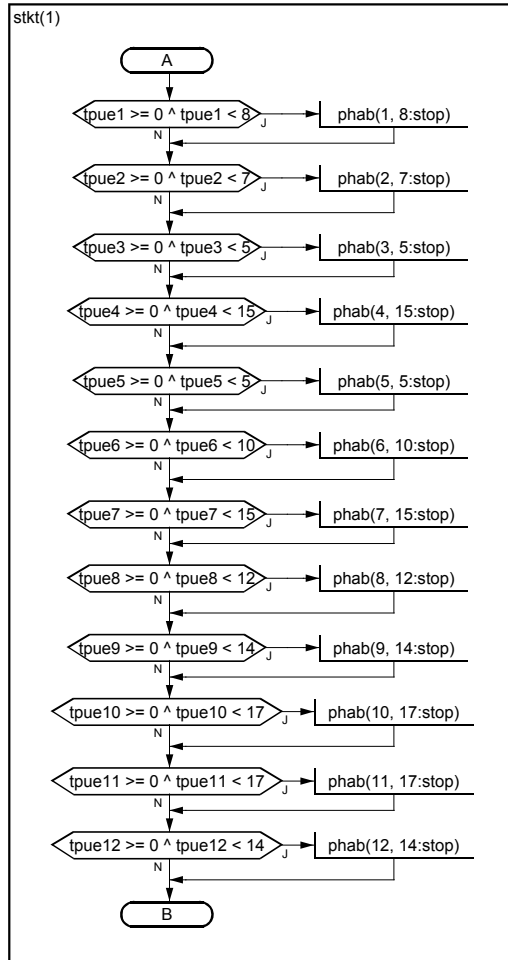 stkt(1)
A
tpue1 >= 0 ^ tpue1 < 8
J
phab(1, 8:stop)
N
tpue2 >= 0 ^ tpue2 < 7
J
phab(2, 7:stop)
N
tpue3 >= 0 ^ tpue3 < 5
J
phab(3, 5:stop)
N
tpue4 >= 0 ^ tpue4 < 15
J
phab(4, 15:stop)
N
tpue5 >= 0 ^ tpue5 < 5
J
phab(5, 5:stop)
N
tpue6 >= 0 ^ tpue6 < 10
J
phab(6, 10:stop)
N
tpue7 >= 0 ^ tpue7 < 15
J
phab(7, 15:stop)
N
tpue8 >= 0 ^ tpue8 < 12
J
phab(8, 12:stop)
N
tpue9 >= 0 ^ tpue9 < 14
J
phab(9, 14:stop)
N
tpue10 >= 0 ^ tpue10 < 17
J
phab(10, 17:stop)
N
tpue11 >= 0 ^ tpue11 < 17
J
phab(11, 17:stop)
N
tpue12 >= 0 ^ tpue12 < 14
J
phab(12, 14:stop)
N
B